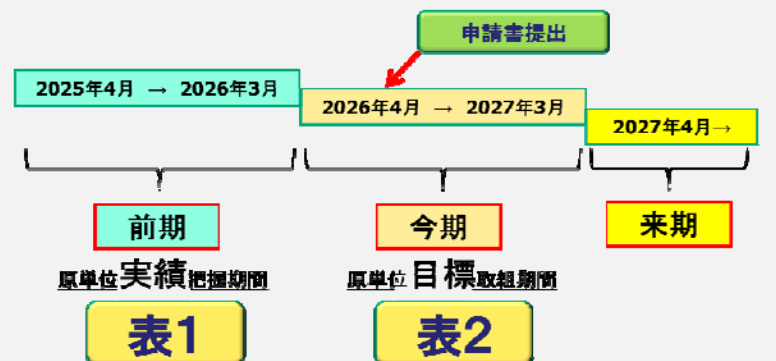 申請書提出
2025年4月 → 2026年3月
2026年4月 → 2027年3月
2027年4月→
前期
今期
来期
原単位実績把握期間
原単位目標取組期間
表1
表2